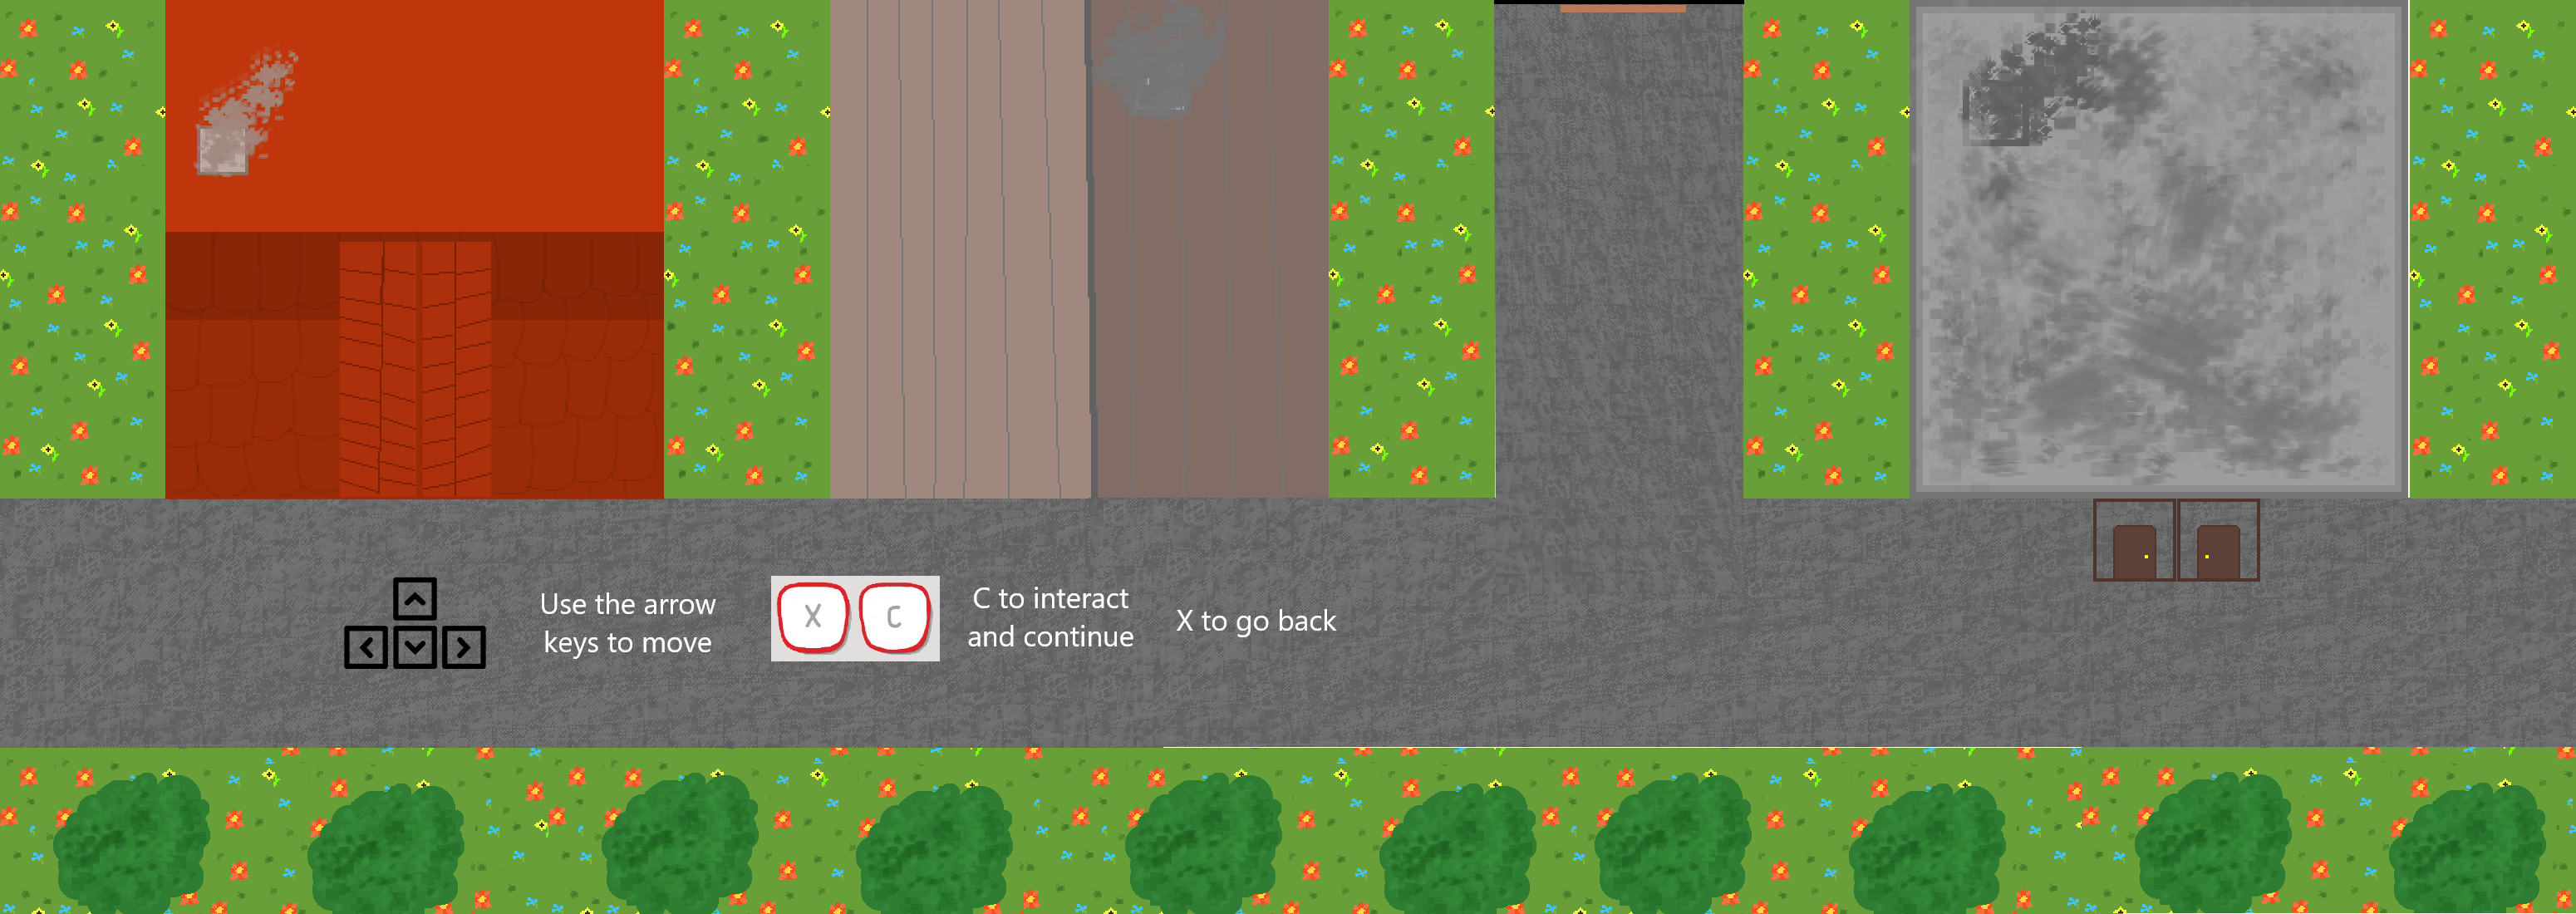 Use the arrow
keys to move
X C
C to interact
and continue
X to go back